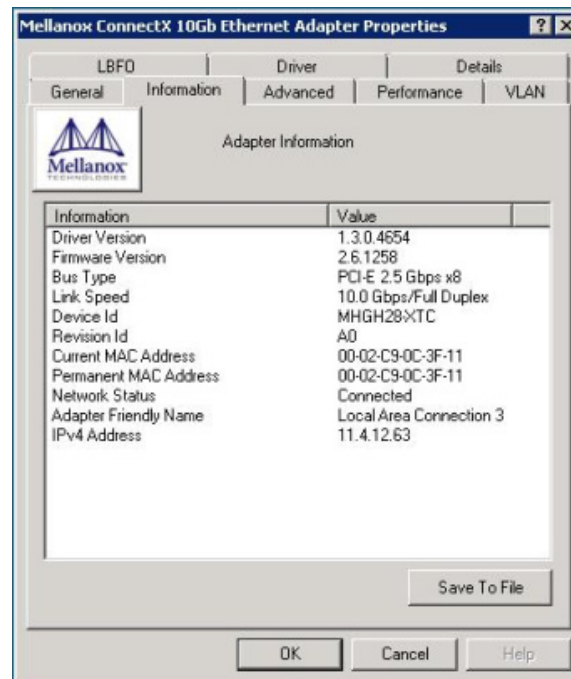 Mellanox ConnectX 10Gb Ethernet Adapter Properties
LBFO Driver Details
General Information Advanced Performance VLAN
Mellanox
TECHNOLOGIES
Adapter Information
Information Value
Driver Version 1.3.0.4654
Firmware Version 2.6.1258
Bus Type PCI-E 2.5 Gbps x8
Link Speed 10.0 Gbps/Full Duplex
Device Id MHGH28-XTC
Revision Id A0
Current MAC Address 00-02-C9-0C-3F-11
Permanent MAC Address 00-02-C9-0C-3F-11
Network Status Connected
Adapter Friendly Name Local Area Connection 3
IPv4 Address 11.4.12.63
Save To File
OK Cancel Help